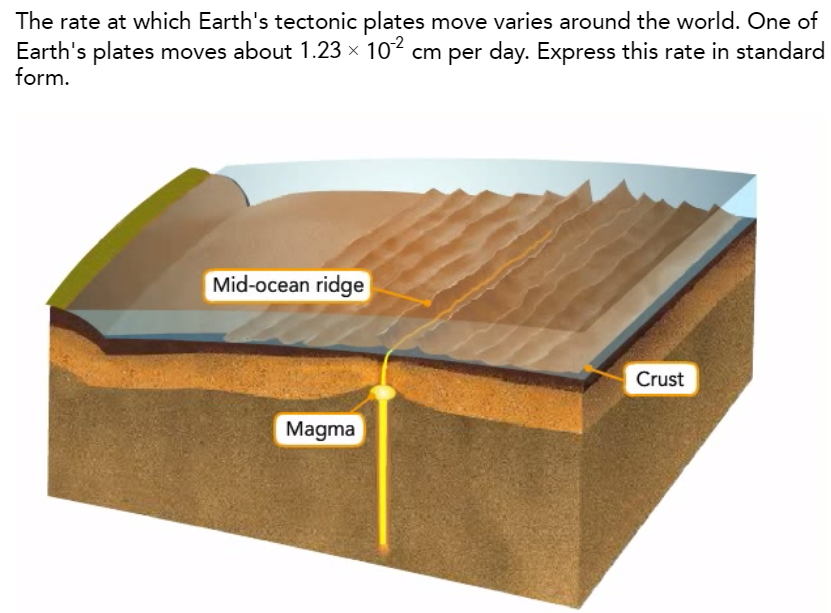 The rate at which Earth's tectonic plates move varies around the world. One of
Earth's plates moves about 1.23 × 10⁻² cm per day. Express this rate in standard
form.
Mid-ocean ridge
Crust
Magma